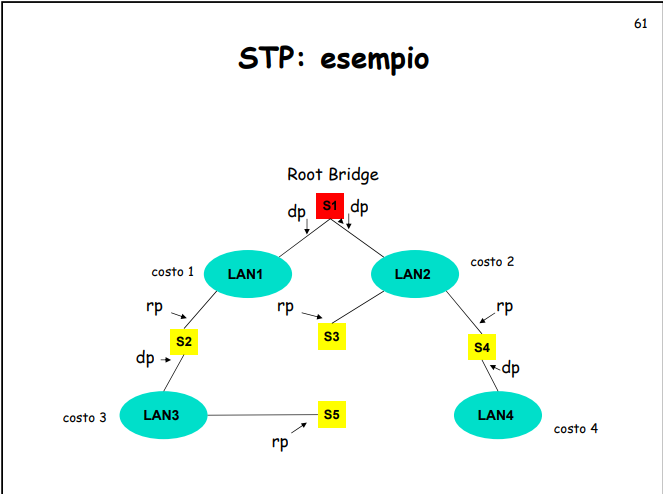 61
STP: esempio
Root Bridge
dp S1 dp
costo 1 LAN1 LAN2 costo 2
rp rp rp
S2 S3 S4
dp dp
costo 3 LAN3 S5 LAN4 costo 4
rp